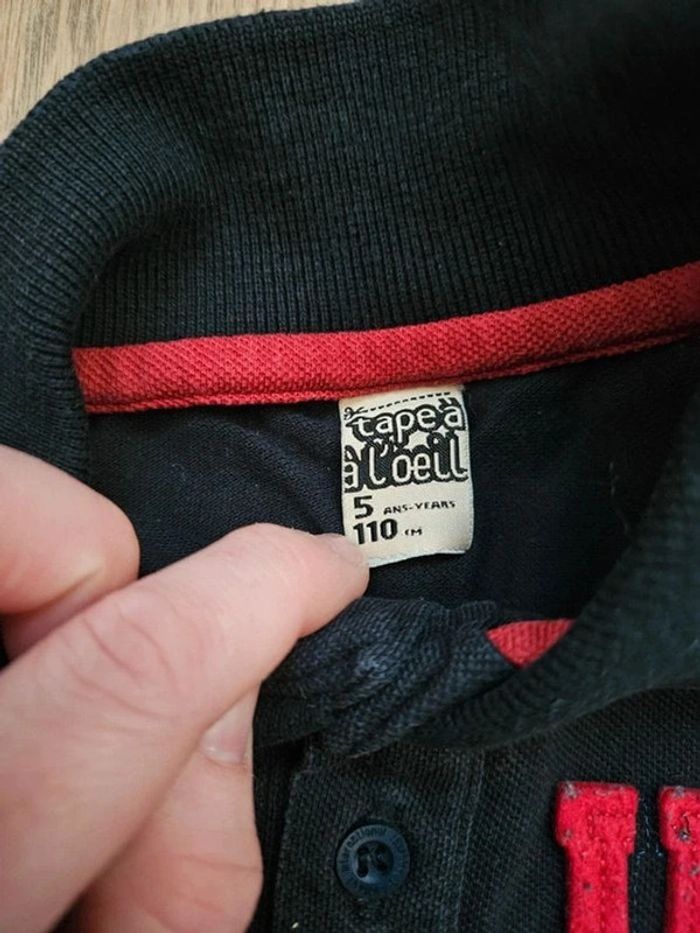 tape à
à l'oeil
5 ANS-YEARS
110 CM